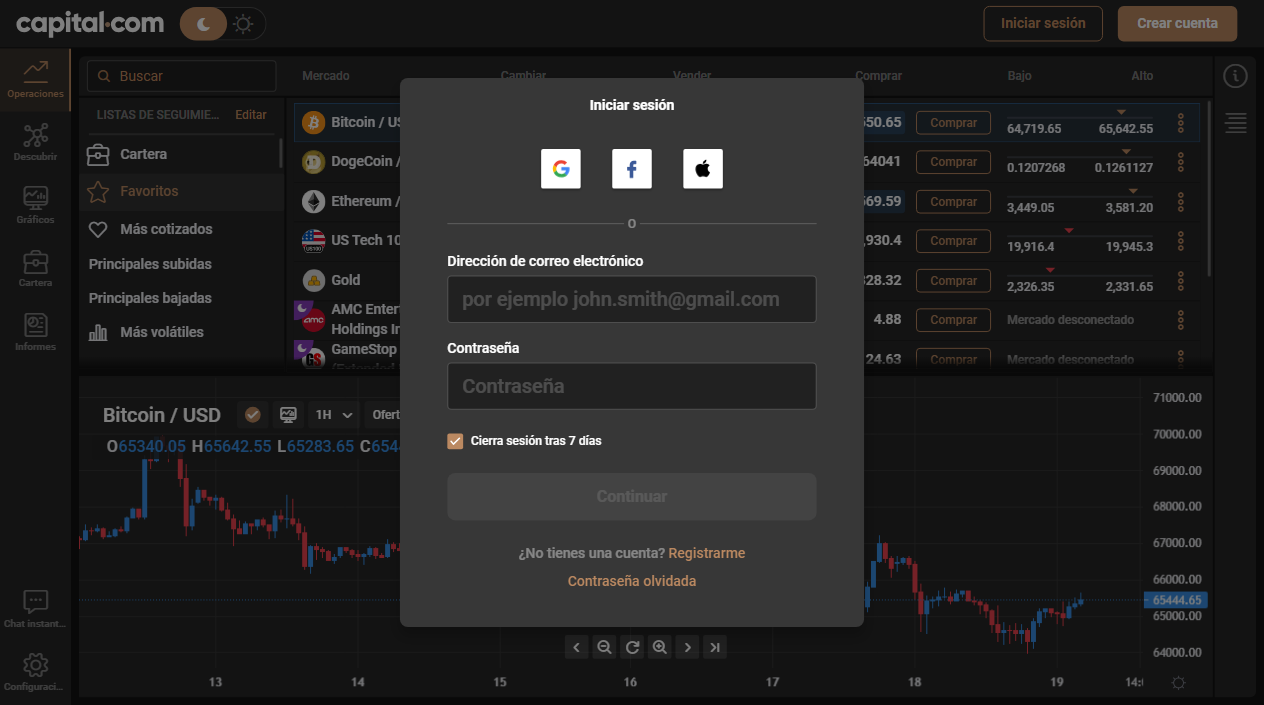 capital.com
Iniciar sesión
Crear cuenta
Operaciones
Descubrir
Gráficos
Cartera
Informes
Chat instant...
Configuraci...
Buscar
LISTAS DE SEGUIMIE...
Editar
Cartera
Favoritos
Más cotizados
Principales subidas
Principales bajadas
Más volátiles
Mercado Cambiar Vender Comprar Bajo Alto
Bitcoin / US 50.65 Comprar 64,719.65 65,642.55
DogeCoin / 64041 Comprar 0.1207268 0.1261127
Ethereum / 69.59 Comprar 3,449.05 3,581.20
US Tech 10 ,930.4 Comprar 19,916.4 19,945.3
Gold 28.32 Comprar 2,326.35 2,331.65
AMC Enter
Holdings In 4.88 Comprar Mercado desconectado
GameStop 24.63 Comprar Mercado desconectado
Iniciar sesión
O
Dirección de correo electrónico
por ejemplo john.smith@gmail.com
Contraseña
Contraseña
Cierra sesión tras 7 días
Continuar
¿No tienes una cuenta? Registrarme
Contraseña olvidada
Bitcoin / USD 1H Ofert
O65340.05 H65642.55 L65283.65 C654
71000.00
70000.00
69000.00
68000.00
67000.00
66000.00
65444.65
65000.00
64000.00
13 14 15 16 17 18 19 14: